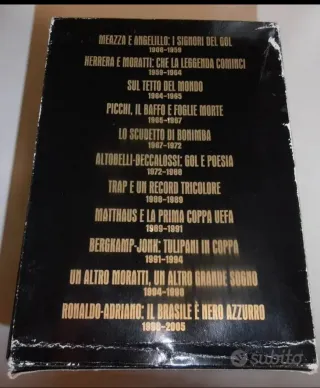 MEAZZA E ANGELILLO: I SIGNORI DEL GOL
1908-1958
HERRERA E MORATTI: CHE LA LEGGENDA COMINCI
1959-1964
SUL TETTO DEL MONDO
1964-1965
PICCHI, IL BAFFO E FOGLIE MORTE
1965-1967
LO SCUDETTO DI BONIMBA
1967-1972
ALTOBELLI-BECCALOSSI: GOL E POESIA
1972-1988
TRAP E UN RECORD TRICOLORE
1988-1989
MATTHAUS E LA PRIMA COPPA UEFA
1989-1991
BERGKAMP-JONK: TULIPANI IN COPPA
1991-1994
UN ALTRO MORATTI, UN ALTRO GRANDE SOGNO
1994-1998
RONALDO-ADRIANO: IL BRASILE È NERO AZZURRO
1998-2005
subito